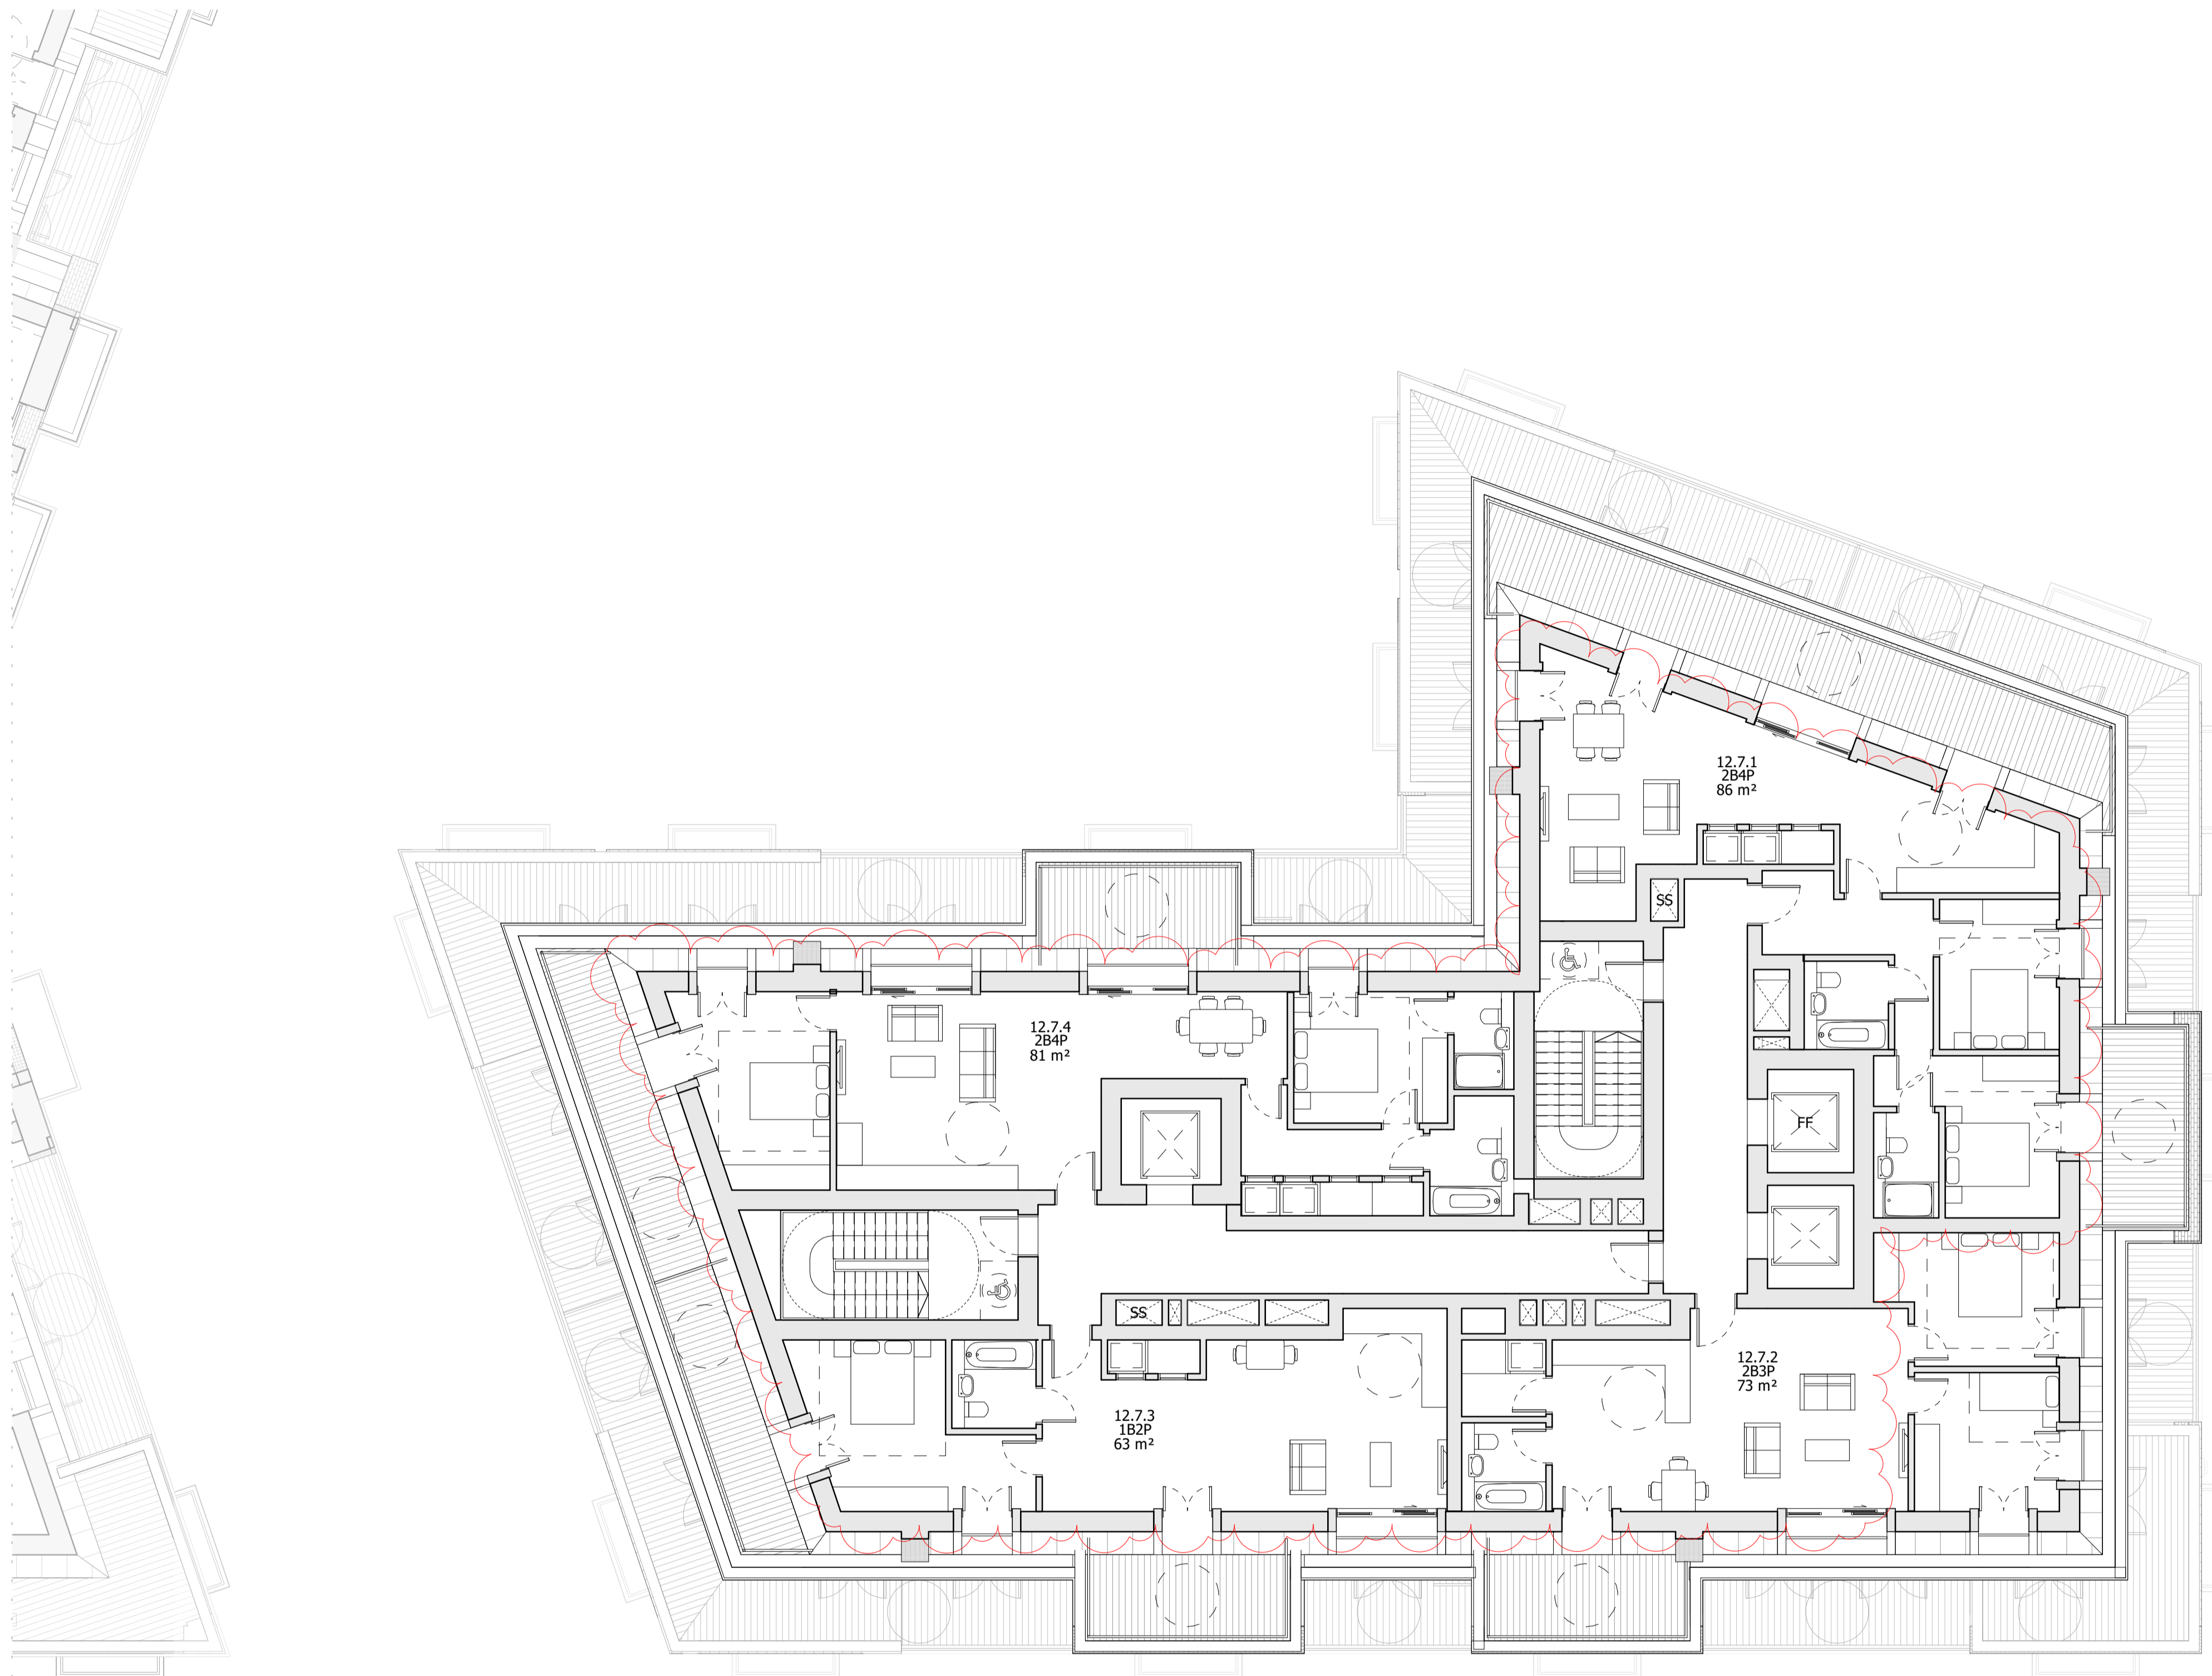 12.7.1
2B4P
86 m²
SS
12.7.4
2B4P
81 m²
FF
SS
12.7.2
2B3P
73 m²
12.7.3
1B2P
63 m²